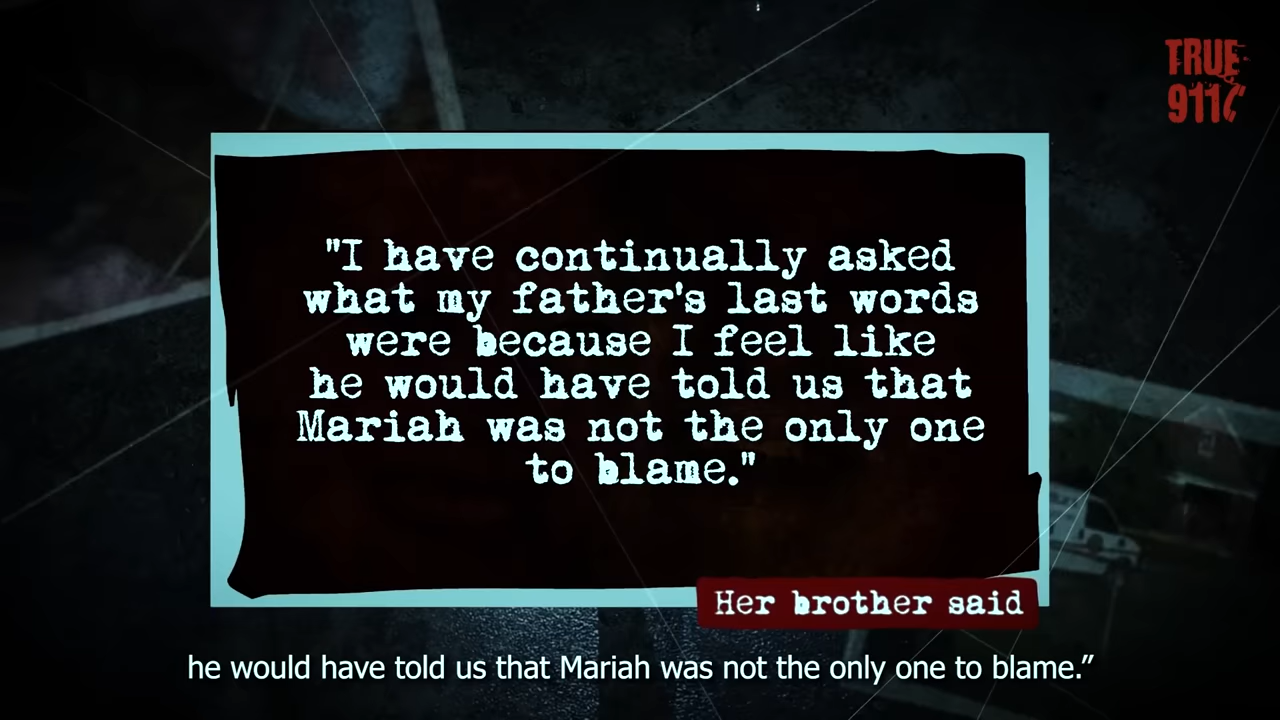 TRUE
911
"I have continually asked
what my father's last words
were because I feel like
he would have told us that
Mariah was not the only one
to blame."
Her brother said
he would have told us that Mariah was not the only one to blame.”